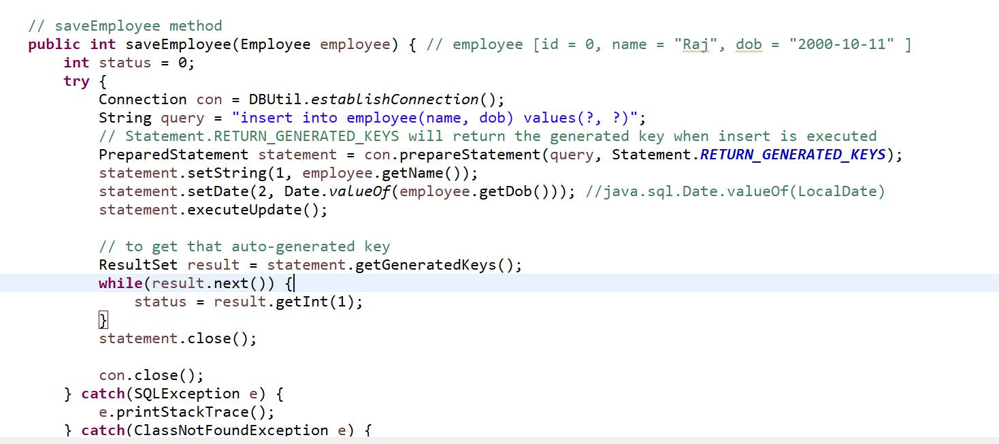 // saveEmployee method
public int saveEmployee(Employee employee) { // employee [id = 0, name = "Raj", dob = "2000-10-11" ]
int status = 0;
try {
Connection con = DBUtil.establishConnection();
String query = "insert into employee(name, dob) values(?, ?)";
// Statement.RETURN_GENERATED_KEYS will return the generated key when insert is executed
PreparedStatement statement = con.prepareStatement(query, Statement.RETURN_GENERATED_KEYS);
statement.setString(1, employee.getName());
statement.setDate(2, Date.valueOf(employee.getDob())); //java.sql.Date.valueOf(LocalDate)
statement.executeUpdate();
// to get that auto-generated key
ResultSet result = statement.getGeneratedKeys();
while(result.next()) {
status = result.getInt(1);
}
statement.close();
con.close();
} catch(SQLException e) {
e.printStackTrace();
} catch(ClassNotFoundException e) {